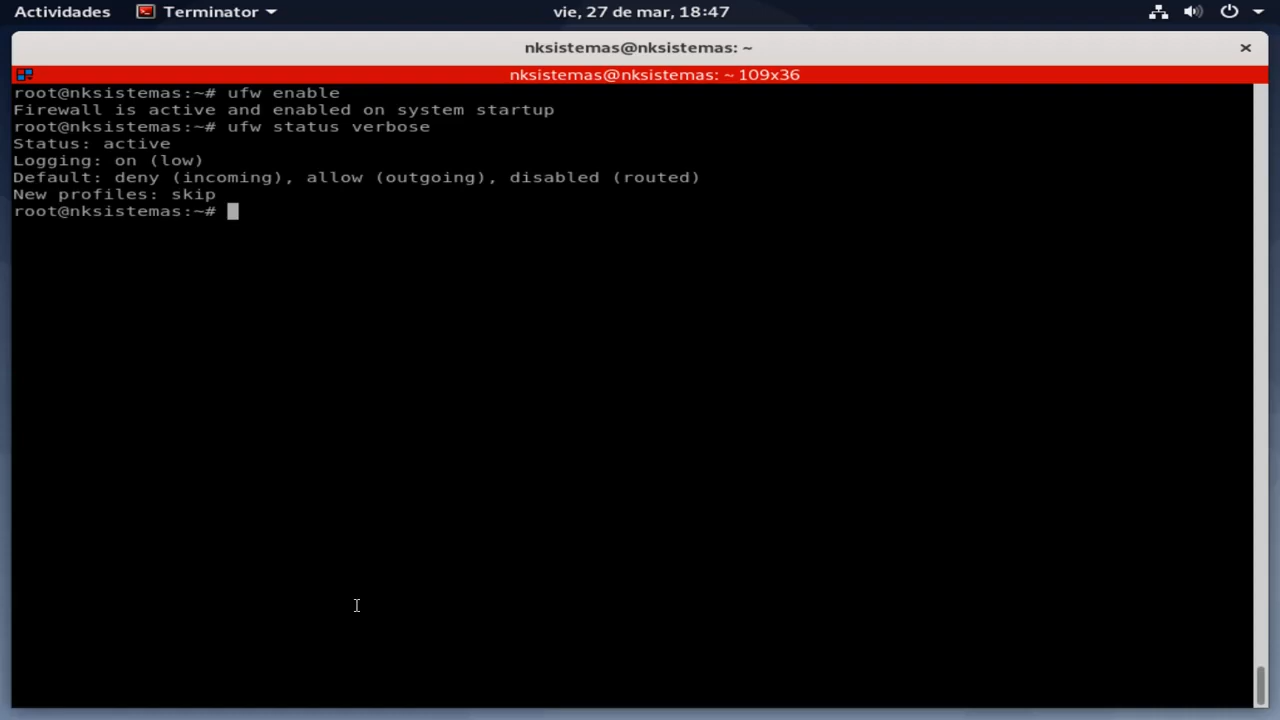 Actividades Terminator vie, 27 de mar, 18:47
nksistemas@nksistemas: ~
nksistemas@nksistemas: ~ 109x36
root@nksistemas:~# ufw enable
Firewall is active and enabled on system startup
root@nksistemas:~# ufw status verbose
Status: active
Logging: on (low)
Default: deny (incoming), allow (outgoing), disabled (routed)
New profiles: skip
root@nksistemas:~#